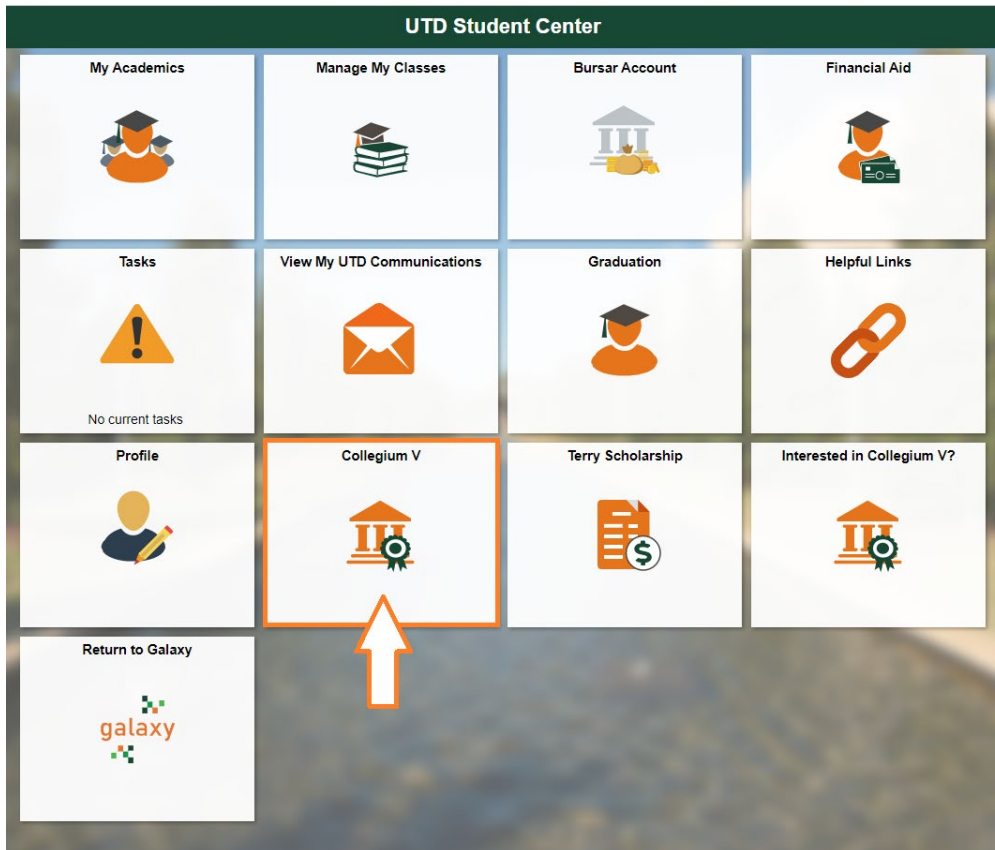 UTD Student Center
My Academics
Manage My Classes
Bursar Account
Financial Aid
Tasks
View My UTD Communications
Graduation
Helpful Links
No current tasks
Profile
Collegium V
Terry Scholarship
Interested in Collegium V?
$
Return to Galaxy
galaxy